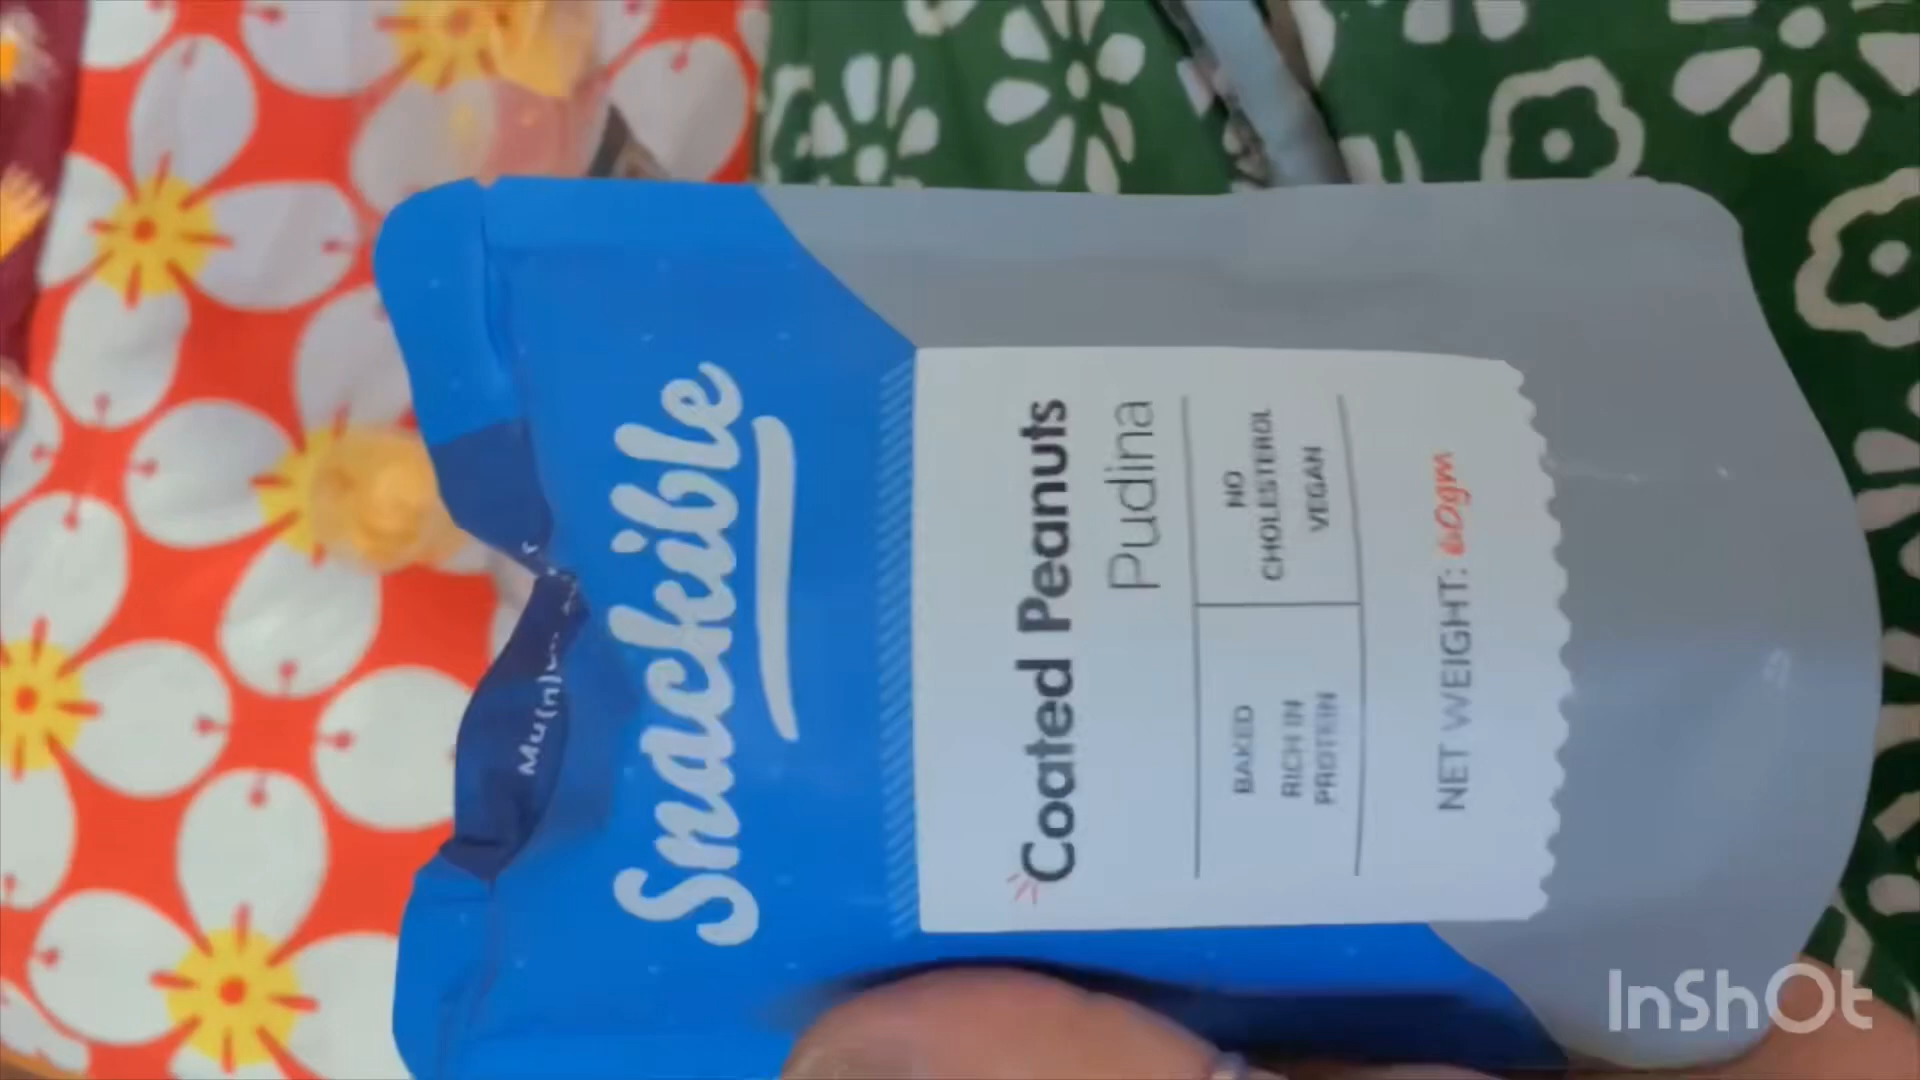 Snackible
Coated Peanuts
Pudina
BAKED
RICH IN
PROTEIN
NO
CHOLESTEROL
VEGAN
NET WEIGHT: 60gm
InShOt